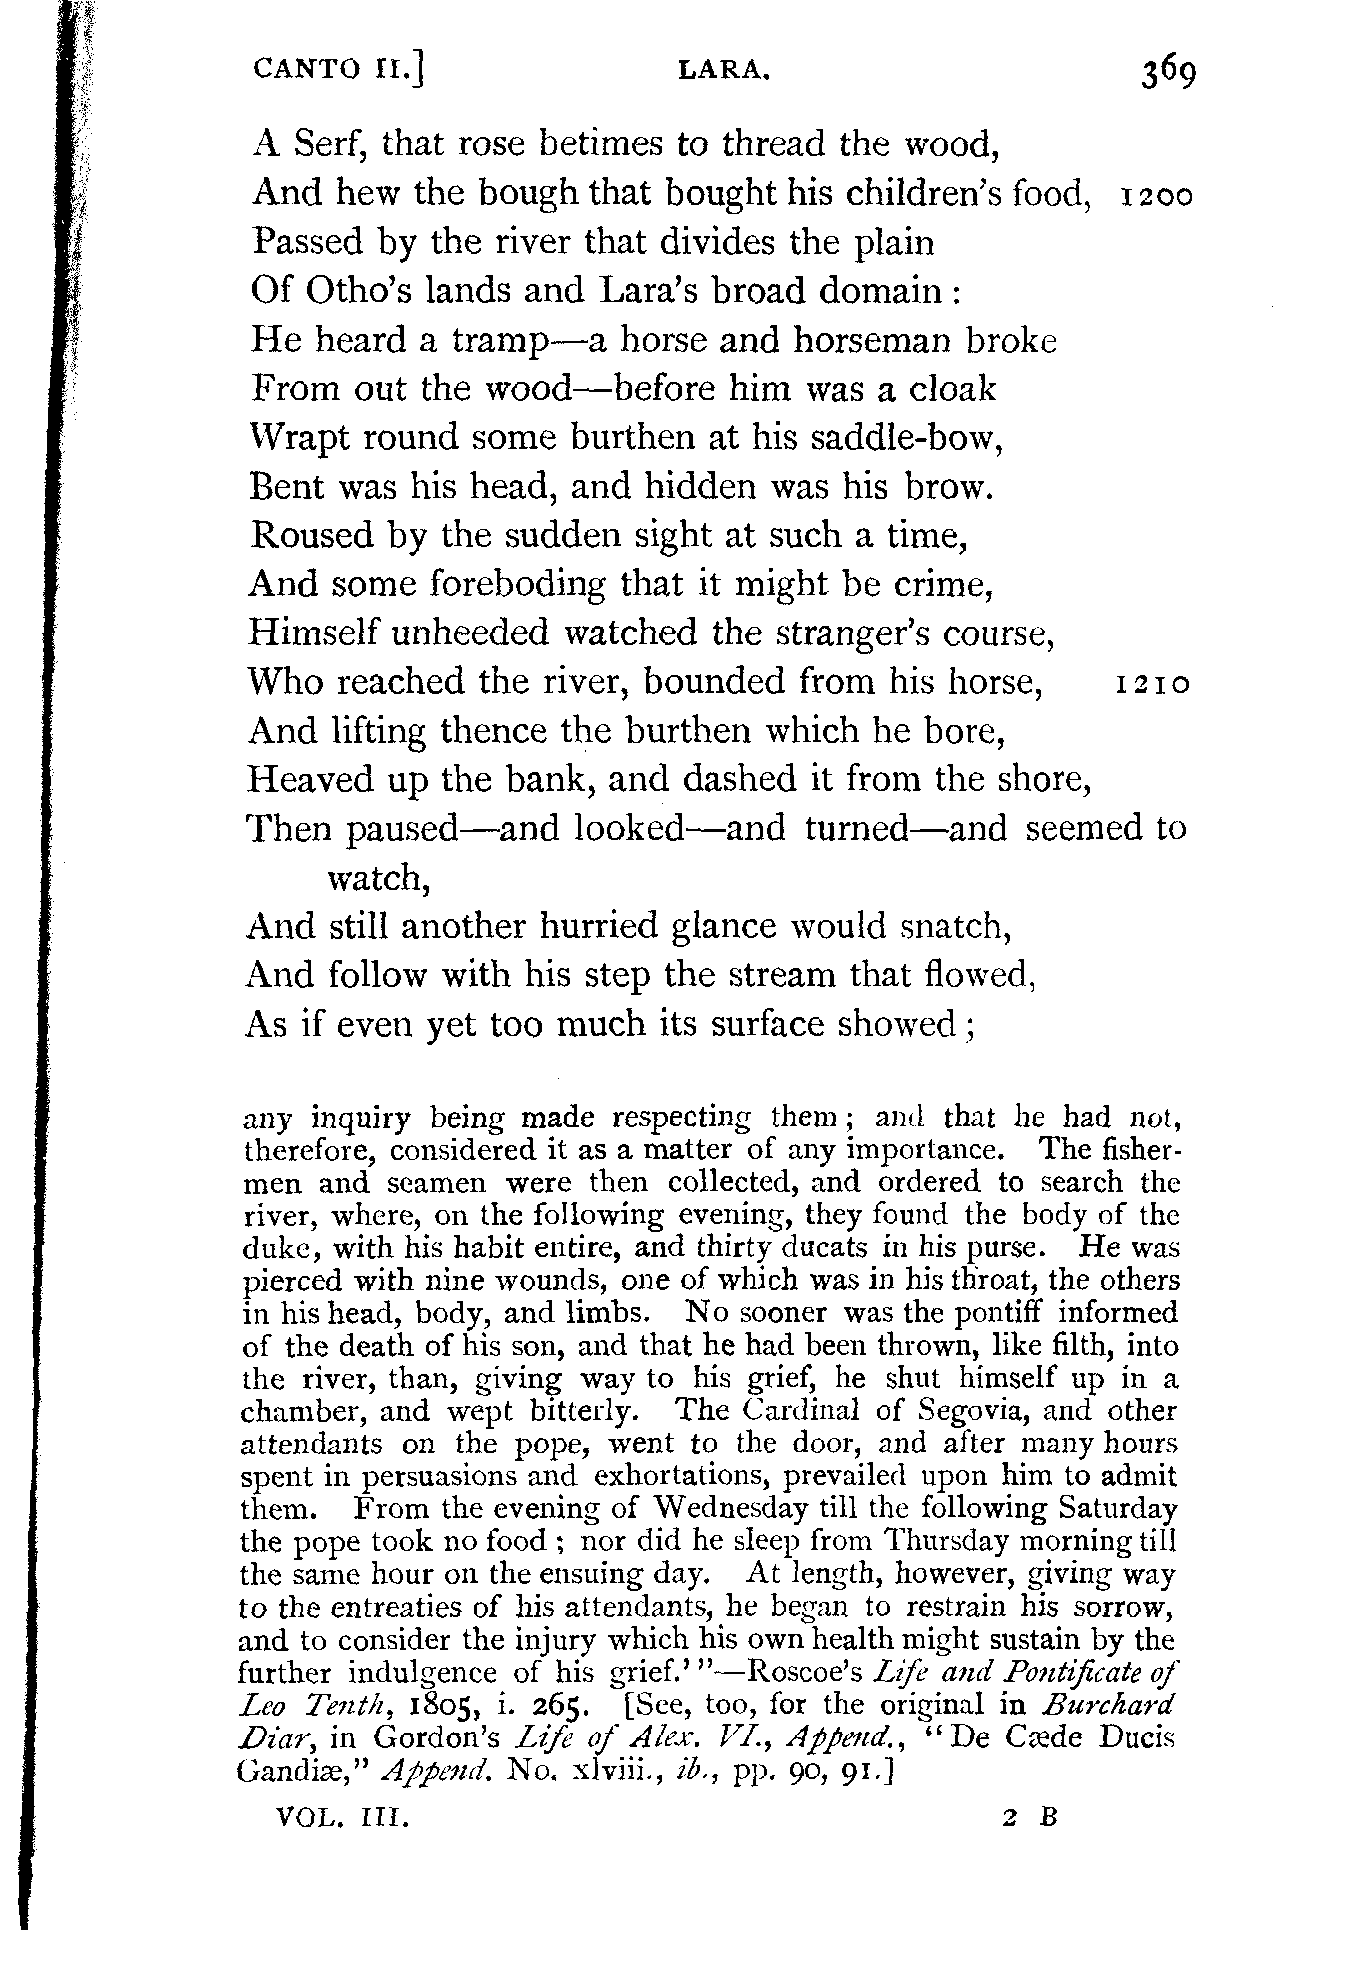 CANTO II.] LARA. 369
A Serf, that rose betimes to thread the wood,
And hew the bough that bought his children's food, 1200
Passed by the river that divides the plain
Of Otho's lands and Lara's broad domain :
He heard a tramp—a horse and horseman broke
From out the wood—before him was a cloak
Wrapt round some burthen at his saddle-bow,
Bent was his head, and hidden was his brow.
Roused by the sudden sight at such a time,
And some foreboding that it might be crime,
Himself unheeded watched the stranger's course,
Who reached the river, bounded from his horse, 1210
And lifting thence the burthen which he bore,
Heaved up the bank, and dashed it from the shore,
Then paused—and looked—and turned—and seemed to
watch,
And still another hurried glance would snatch,
And follow with his step the stream that flowed,
As if even yet too much its surface showed ;
any inquiry being made respecting them ; and that he had not,
therefore, considered it as a matter of any importance. The fisher-
men and seamen were then collected, and ordered to search the
river, where, on the following evening, they found the body of the
duke, with his habit entire, and thirty ducats in his purse. He was
pierced with nine wounds, one of which was in his throat, the others
in his head, body, and limbs. No sooner was the pontiff informed
of the death of his son, and that he had been thrown, like filth, into
the river, than, giving way to his grief, he shut himself up in a
chamber, and wept bitterly. The Cardinal of Segovia, and other
attendants on the pope, went to the door, and after many hours
spent in persuasions and exhortations, prevailed upon him to admit
them. From the evening of Wednesday till the following Saturday
the pope took no food ; nor did he sleep from Thursday morning till
the same hour on the ensuing day. At length, however, giving way
to the entreaties of his attendants, he began to restrain his sorrow,
and to consider the injury which his own health might sustain by the
further indulgence of his grief.' "—Roscoe's Life and Pontificate of
Leo Tenth, 1805, i. 265. [See, too, for the original in Burchard
Diar, in Gordon's Life of Alex. VI., Append., "De Cæde Ducis
Gandiæ," Append. No. xlviii., ib., pp. 90, 91.]
VOL. III. 2 B